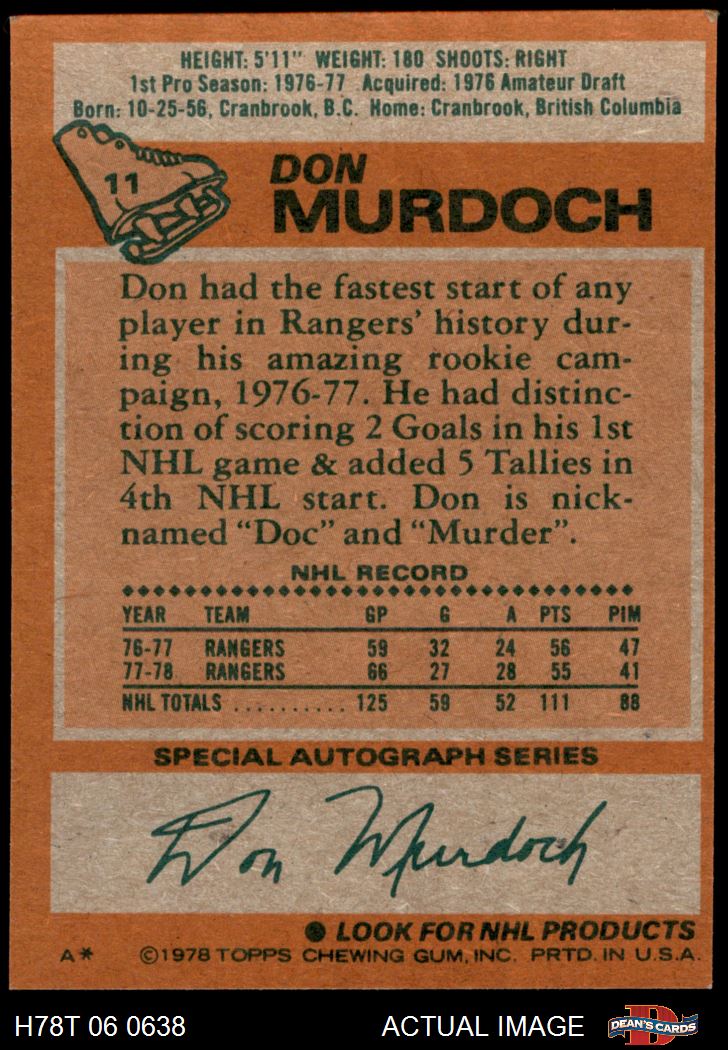 HEIGHT: 5'11" WEIGHT: 180 SHOOTS: RIGHT
1st Pro Season: 1976-77 Acquired: 1976 Amateur Draft
Born: 10-25-56, Cranbrook, B.C. Home: Cranbrook, British Columbia
11
DON
MURDOCH
Don had the fastest start of any
player in Rangers' history dur-
ing his amazing rookie cam-
paign, 1976-77. He had distinc-
tion of scoring 2 Goals in his 1st
NHL game & added 5 Tallies in
4th NHL start. Don is nick-
named "Doc" and "Murder".
NHL RECORD
YEAR TEAM GP G A PTS PIM
76-77 RANGERS 59 32 24 56 47
77-78 RANGERS 66 27 28 55 41
NHL TOTALS .......... 125 59 52 111 88
SPECIAL AUTOGRAPH SERIES
Don Murdoch
LOOK FOR NHL PRODUCTS
A* ©1978 TOPPS CHEWING GUM, INC. PRTD. IN U.S.A.
H78T 06 0638 ACTUAL IMAGE DEAN'S CARDS